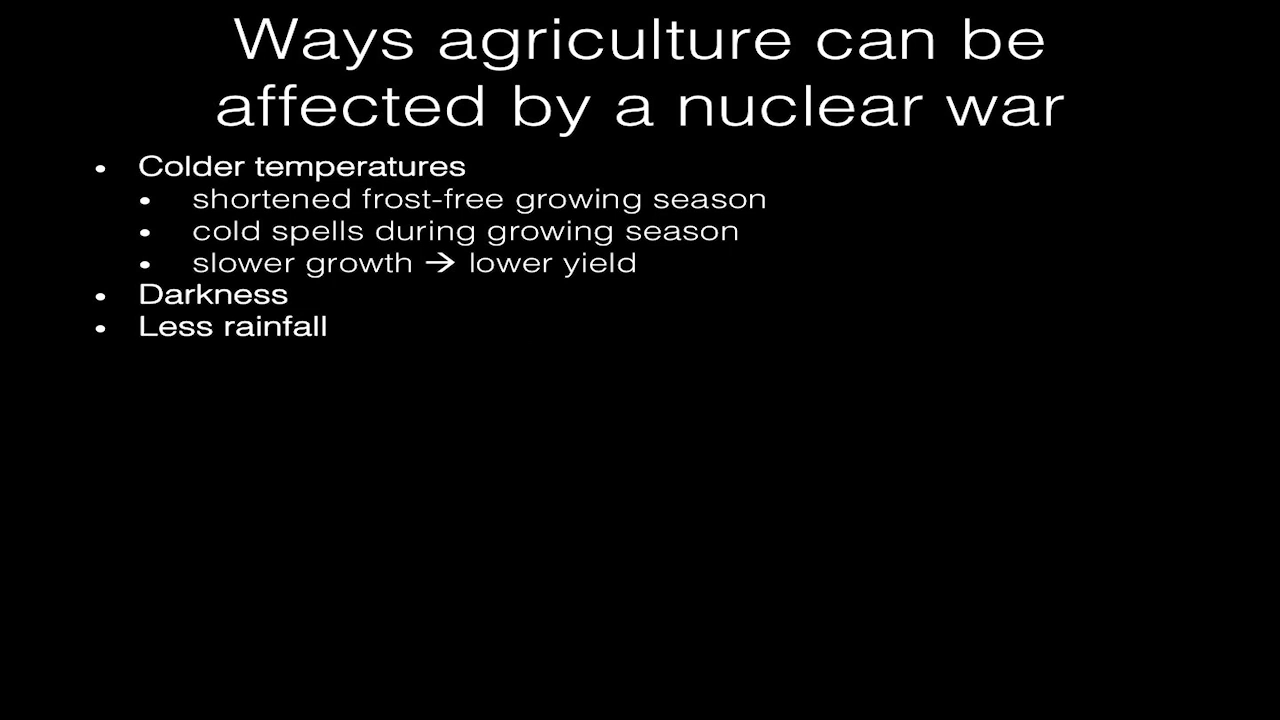 Ways agriculture can be
affected by a nuclear war
• Colder temperatures
• shortened frost-free growing season
• cold spells during growing season
• slower growth → lower yield
• Darkness
• Less rainfall